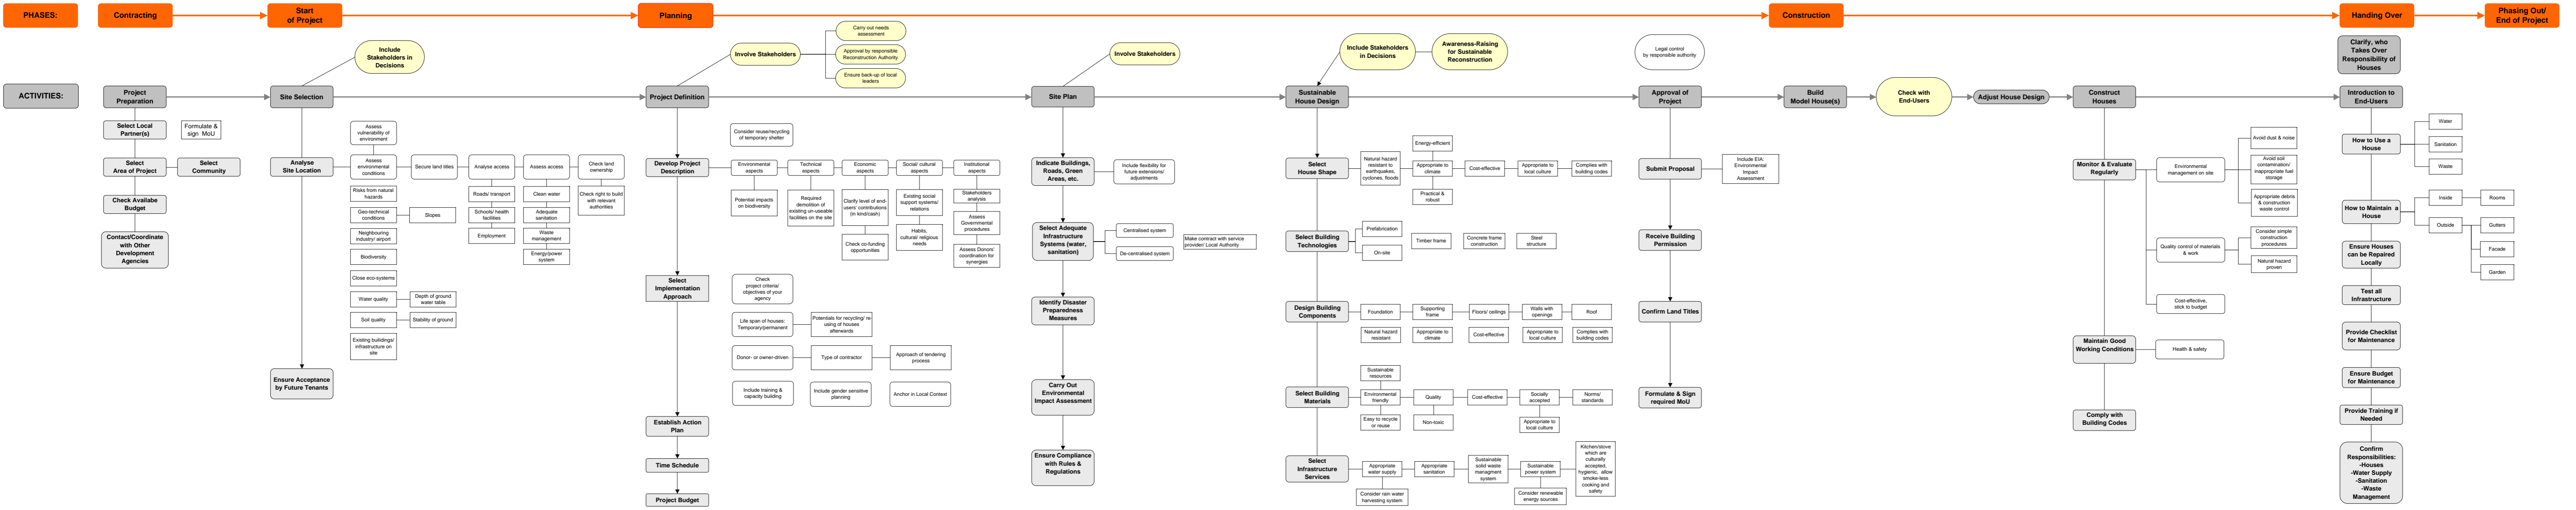 PHASES:
Contracting
Start
of Project
Planning
Construction
Handing Over
Phasing Out/
End of Project
ACTIVITIES:
Project
Preparation
Select Local
Partner(s)
Formulate &
sign MoU
Select
Area of Project
Select
Community
Check Availabe
Budget
Contact/Coordinate
with Other
Development
Agencies
Include
Stakeholders in
Decisions
Site Selection
Analyse
Site Location
Assess
vulnerability of
environment
Assess
environmental
conditions
Secure land titles
Analyse access
Assess access
Check land
ownership
Risks from natural
hazards
Geo-technical
conditions
Slopes
Neighbouring
industry/ airport
Biodiversity
Close eco-systems
Water quality
Depth of ground
water table
Soil quality
Stability of ground
Existing buildings/
infrastructure on
site
Roads/ transport
Schools/ health
facilities
Employment
Clean water
Adequate
sanitation
Waste
management
Energy/power
system
Check right to build
with relevant
authorities
Ensure Acceptance
by Future Tenants
Involve Stakeholders
Carry out needs
assessment
Approval by responsible
Reconstruction Authority
Ensure back-up of local
leaders
Project Definition
Consider reuse/recycling
of temporary shelter
Develop Project
Description
Environmental
aspects
Technical
aspects
Economic
aspects
Social/ cultural
aspects
Institutional
aspects
Potential impacts
on biodiversity
Required
demolition of
existing un-useable
facilities on the site
Clarify level of end-
users' contributions
(in kind/cash)
Check co-funding
opportunities
Existing social
support systems/
relations
Habits,
cultural/ religious
needs
Stakeholders
analysis
Assess
Governmental
procedures
Assess Donors/
coordination for
synergies
Select
Implementation
Approach
Check
project criteria/
objectives of your
agency
Life span of houses:
Temporary/permanent
Potentials for recycling/ re-
using of houses
afterwards
Donor- or owner-driven
Type of contractor
Approach of tendering
process
Include training &
capacity building
Include gender sensitive
planning
Anchor in Local Context
Establish Action
Plan
Time Schedule
Project Budget
Involve Stakeholders
Site Plan
Indicate Buildings,
Roads, Green
Areas, etc.
Include flexibility for
future extensions/
adjustments
Select Adequate
Infrastructure
Systems (water,
sanitation)
Centralised system
De-centralised system
Make contract with service
provider/ Local Authority
Identify Disaster
Preparedness
Measures
Carry Out
Environmental
Impact Assessment
Ensure Compliance
with Rules &
Regulations
Include Stakeholders
in Decisions
Awareness-Raising
for Sustainable
Reconstruction
Sustainable
House Design
Select
House Shape
Natural hazard
resistant to
earthquakes,
cyclones, floods
Energy-efficient
Appropriate to
climate
Practical &
robust
Cost-effective
Appropriate to
local culture
Complies with
building codes
Select Building
Technologies
Prefabrication
On-site
Timber frame
Concrete frame
construction
Steel
structure
Design Building
Components
Foundation
Supporting
frame
Floors/ ceilings
Walls with
openings
Roof
Natural hazard
resistant
Appropriate to
climate
Cost-effective
Appropriate to
local culture
Complies with
building codes
Select Building
Materials
Sustainable
resources
Environmental
friendly
Easy to recycle
or reuse
Quality
Non-toxic
Cost-effective
Socially
accepted
Appropriate to
local culture
Norms/
standards
Select
Infrastructure
Services
Appropriate
water supply
Consider rain water
harvesting system
Appropriate
sanitation
Sustainable
solid waste
managment
system
Sustainable
power system
Consider renewable
energy sources
Kitchen/stove
which are
culturally
accepted,
hygienic, allow
smoke-less
cooking and
safety
Legal control
by responsible authority
Approval of
Project
Submit Proposal
Include EIA:
Environmental
Impact
Assessment
Receive Building
Permission
Confirm Land Titles
Formulate & Sign
required MoU
Build
Model House(s)
Check with
End-Users
Adjust House Design
Construct
Houses
Monitor & Evaluate
Regularly
Environmental
management on site
Avoid dust & noise
Avoid soil
contamination/
inappropriate fuel
storage
Appropriate debris
& construction
waste control
Quality control of materials
& work
Consider simple
construction
procedures
Natural hazard
proven
Cost-effective,
stick to budget
Maintain Good
Working Conditions
Health & safety
Comply with
Building Codes
Clarify, who
Takes Over
Responsibility of
Houses
Introduction to
End-Users
How to Use a
House
Water
Sanitation
Waste
How to Maintain a
House
Inside
Rooms
Outside
Gutters
Facade
Garden
Ensure Houses
can be Repaired
Locally
Test all
Infrastructure
Provide Checklist
for Maintenance
Ensure Budget
for Maintenance
Provide Training if
Needed
Confirm
Responsibilities:
-Houses
-Water Supply
-Sanitation
-Waste
Management